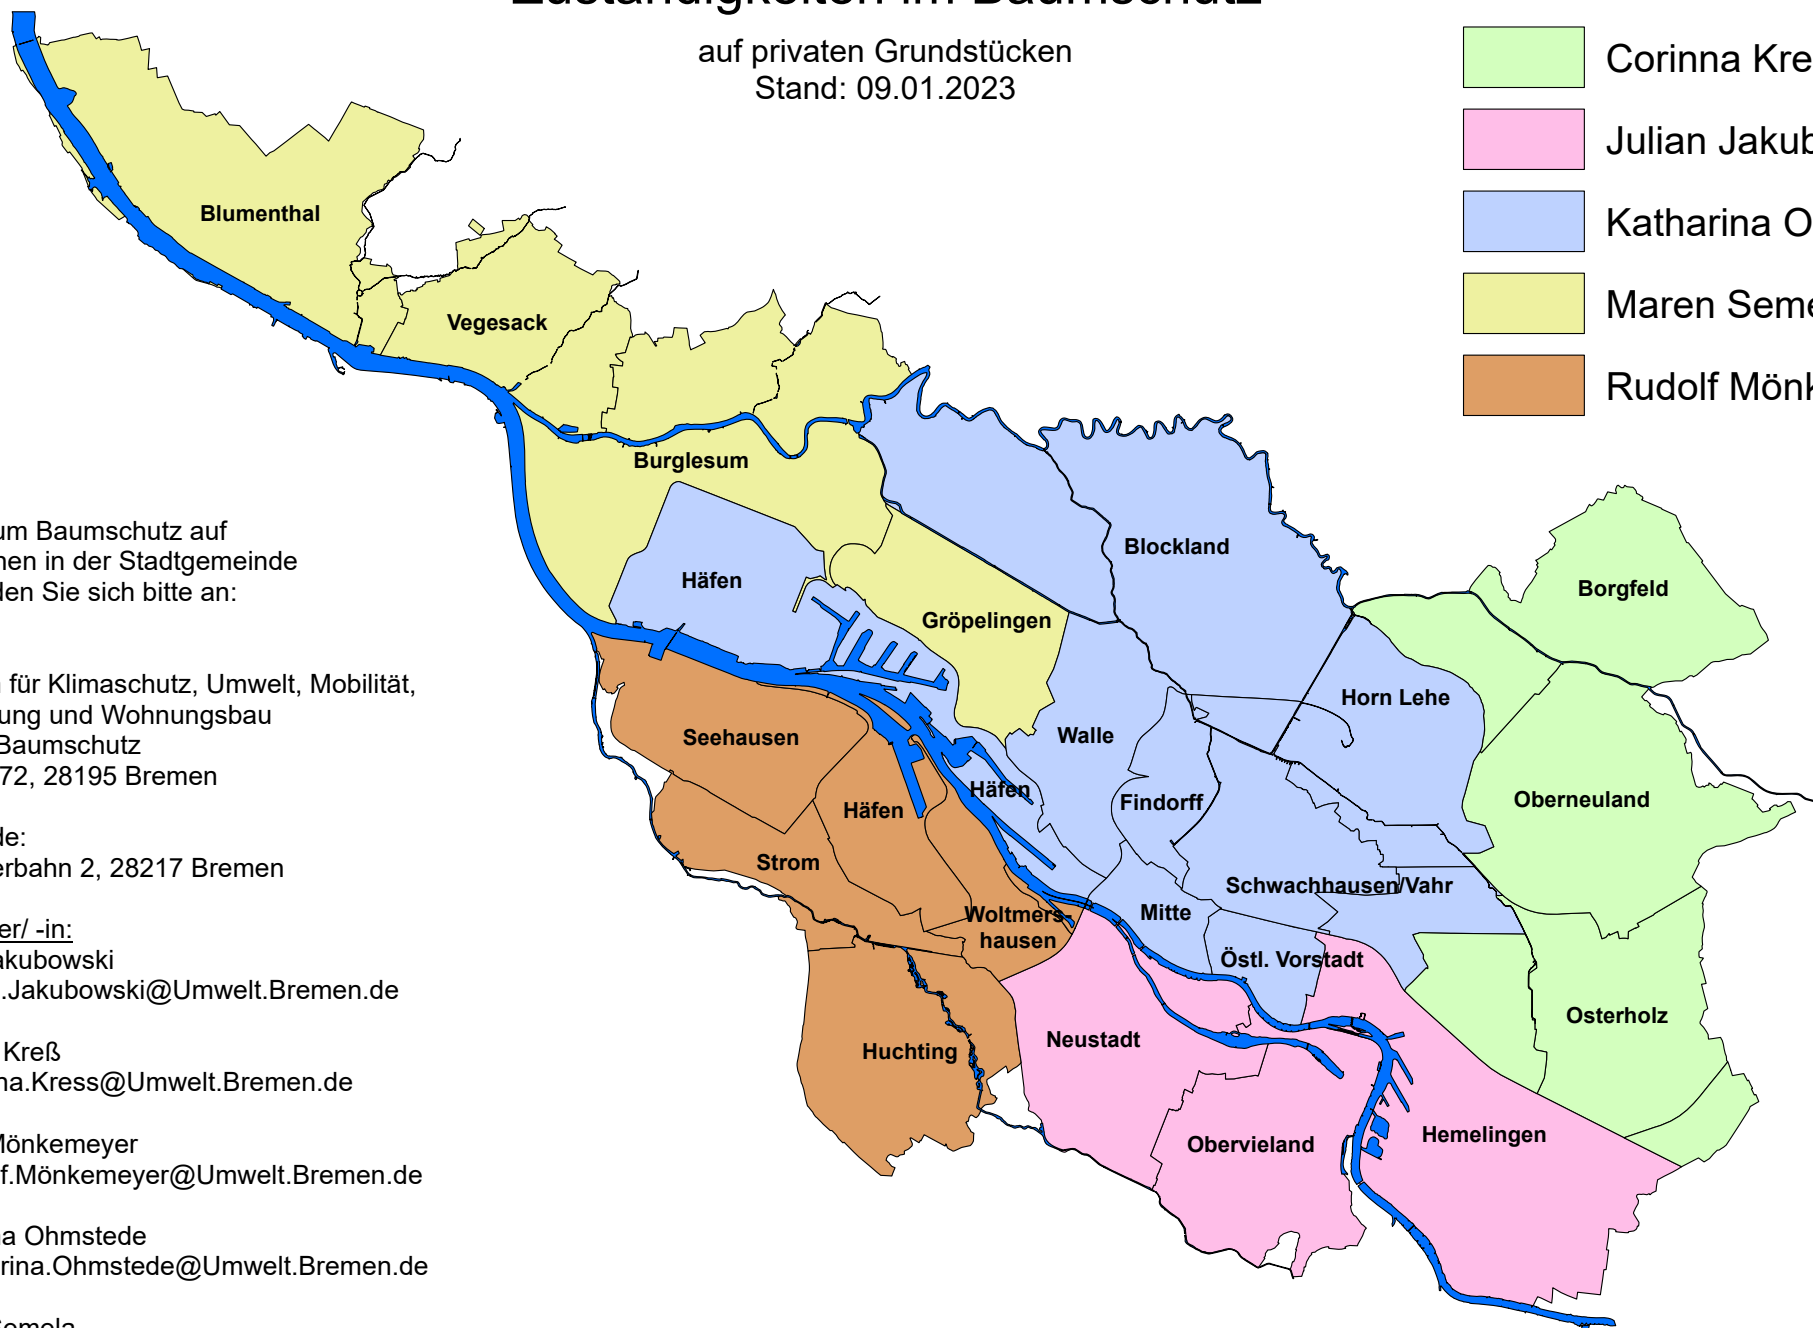 Zuständigkeiten im Baumschutz
auf privaten Grundstücken
Stand: 09.01.2023
Corinna Kre
Julian Jakub
Katharina O
Maren Seme
Rudolf Mönk
Blumenthal
Vegesack
Burglesum
Häfen
Gröpelingen
Blockland
Borgfeld
Horn Lehe
Walle
Seehausen
Häfen
Häfen
Findorff
Oberneuland
Strom
Schwachhausen/Vahr
Mitte
Woltmers-
hausen
Östl. Vorstadt
Osterholz
Neustadt
Huchting
Obervieland
Hemelingen
um Baumschutz auf
en in der Stadtgemeinde
den Sie sich bitte an:
für Klimaschutz, Umwelt, Mobilität,
ung und Wohnungsbau
Baumschutz
72, 28195 Bremen
de:
erbahn 2, 28217 Bremen
er/ -in:
akubowski
.Jakubowski@Umwelt.Bremen.de
Kreß
na.Kress@Umwelt.Bremen.de
Mönkemeyer
f.Mönkemeyer@Umwelt.Bremen.de
na Ohmstede
rina.Ohmstede@Umwelt.Bremen.de